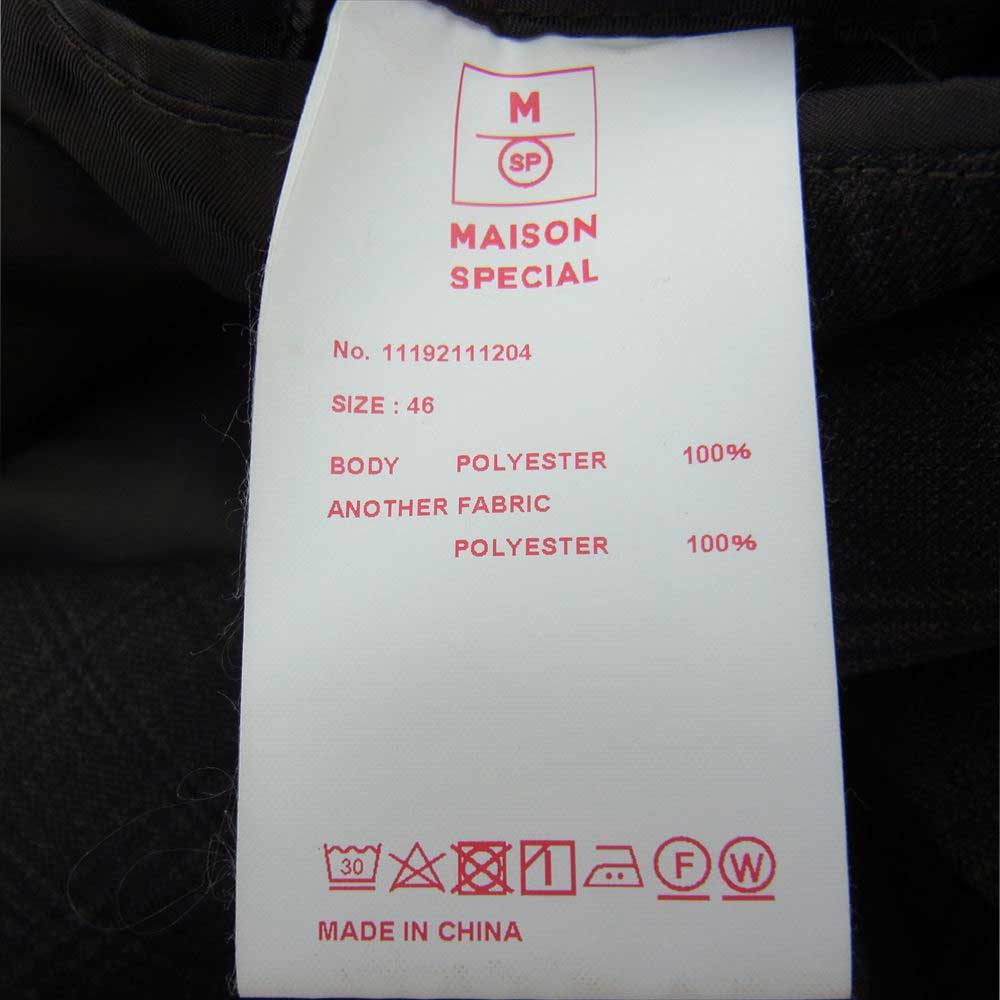 M
SP
MAISON
SPECIAL
No. 11192111204
SIZE : 46
BODY POLYESTER 100%
ANOTHER FABRIC
POLYESTER 100%
30 F W
MADE IN CHINA